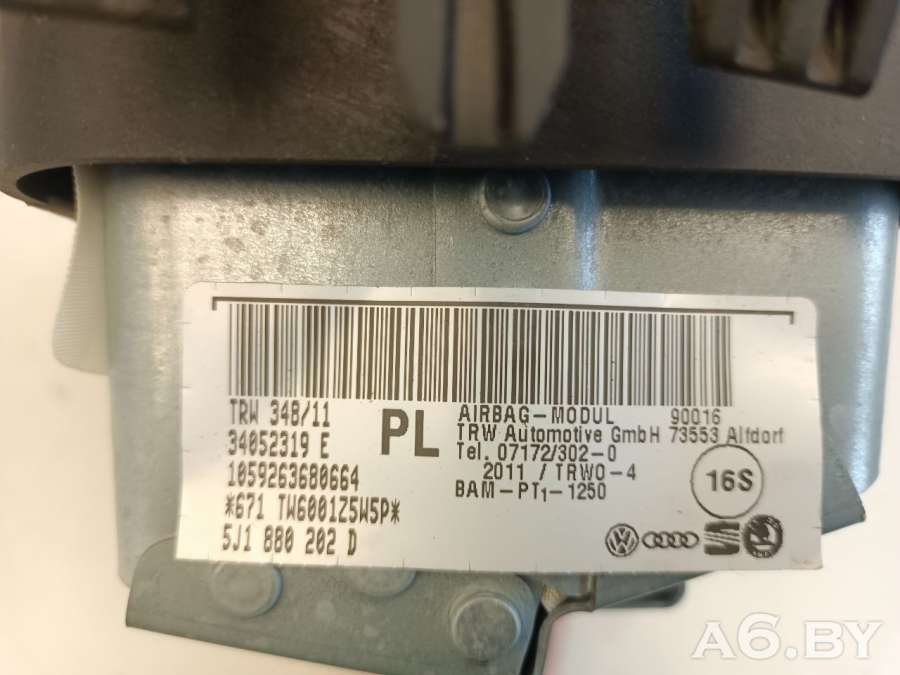 TRW 348/11
34052319 E
1059263680664
*671 TW6001Z5W5P*
5J1 880 202 D
PL
AIRBAG-MODUL 90016
TRW Automotive GmbH 73553 Alfdorf
Tel. 07172/302-0
2011 / TRWO-4
BAM-PT1-1250
16S
A6.BY